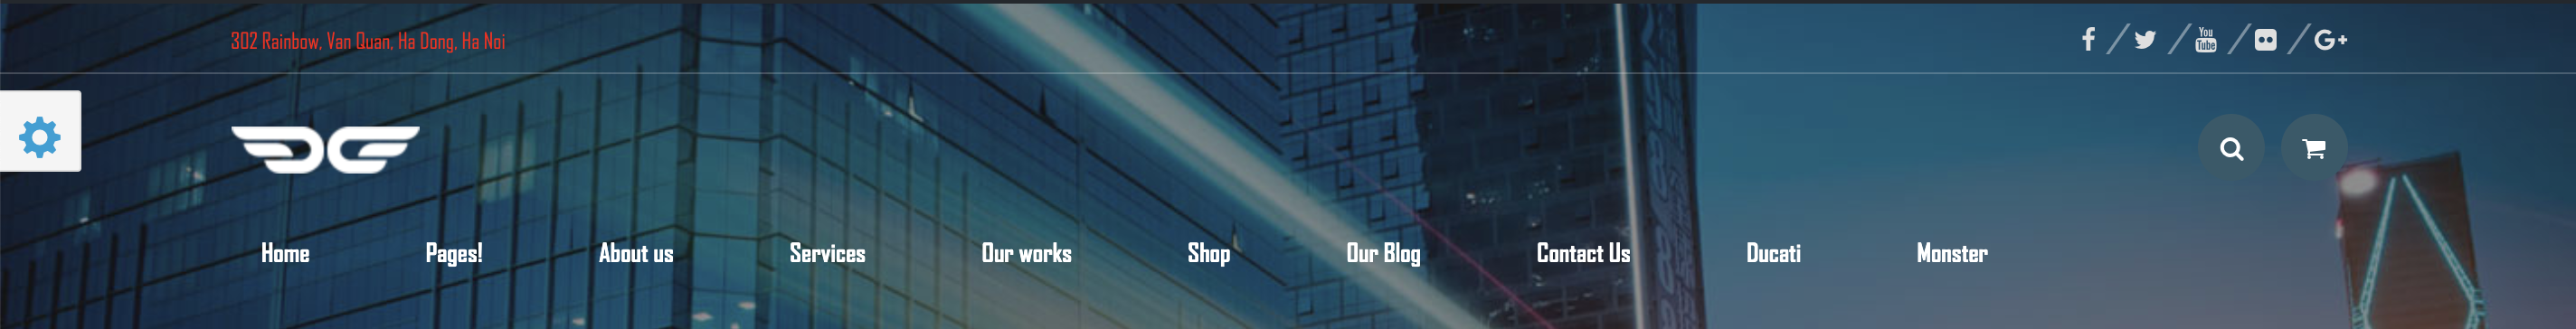 302 Rainbow, Van Quan, Ha Dong, Ha Noi
You
Tube
G+
Home Pages! About us Services Our works Shop Our Blog Contact Us Ducati Monster